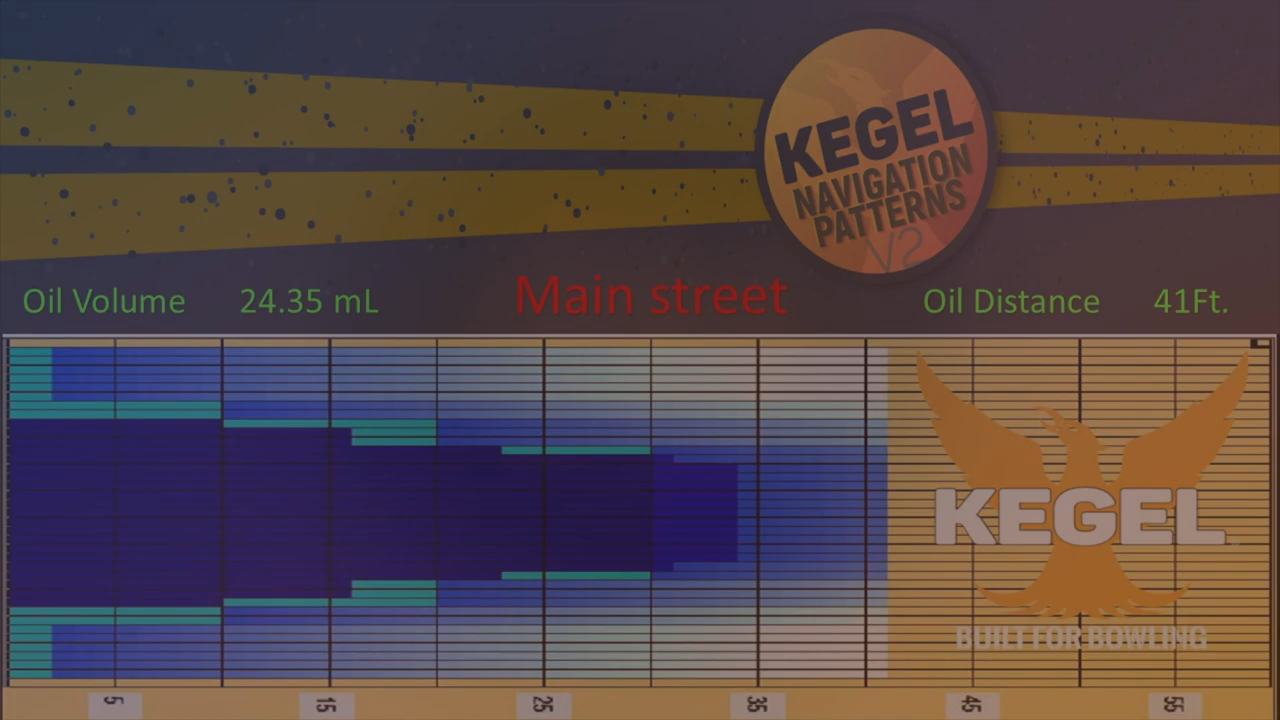 KEGEL
NAVIGATION
PATTERNS
V2
Oil Volume 24.35 mL Main street Oil Distance 41Ft.
KEGEL
BUILT FOR BOWLING
5 15 25 35 45 55